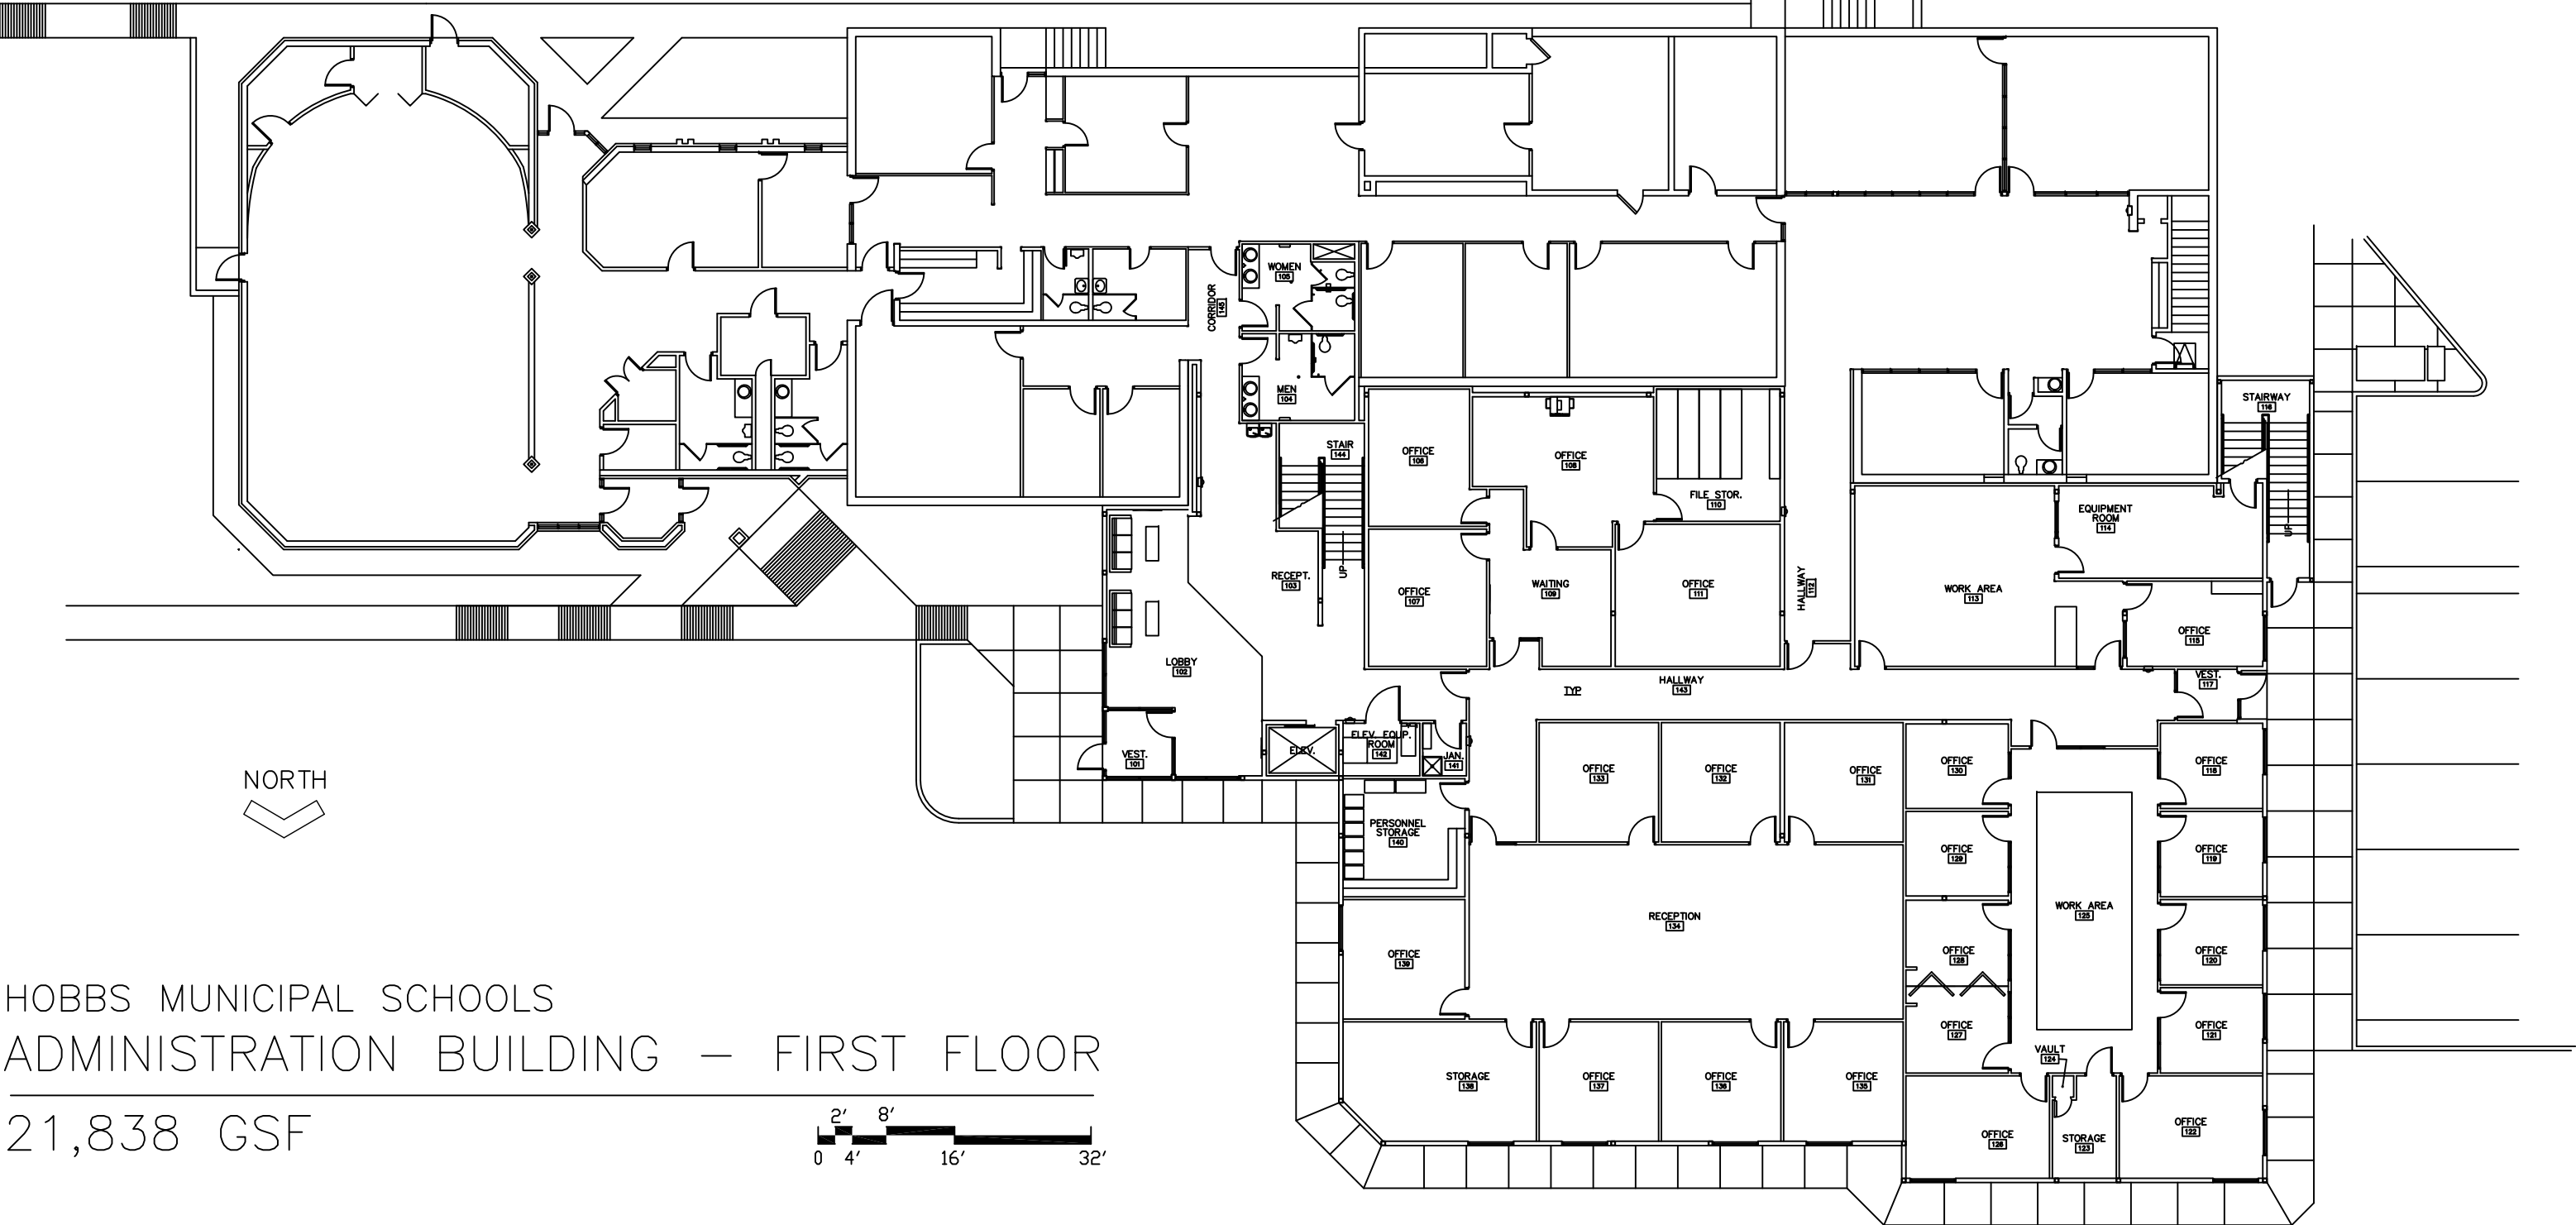 WOMEN
105
CORRIDOR
145
MEN
104
STAIRWAY
116
STAIR
144
OFFICE
106
OFFICE
108
FILE STOR.
110
EQUIPMENT
ROOM
114
UP
UP
RECEPT.
103
OFFICE
107
WAITING
109
OFFICE
111
HALLWAY
112
WORK AREA
113
OFFICE
115
LOBBY
102
TYP
HALLWAY
143
VEST.
117
VEST.
101
ELEV.
ELEV. EQUP.
ROOM
142
JAN.
141
OFFICE
133
OFFICE
132
OFFICE
131
OFFICE
130
OFFICE
118
NORTH
PERSONNEL
STORAGE
140
OFFICE
129
OFFICE
119
RECEPTION
134
WORK AREA
125
OFFICE
139
OFFICE
128
OFFICE
120
OFFICE
127
OFFICE
121
VAULT
124
STORAGE
138
OFFICE
137
OFFICE
136
OFFICE
135
OFFICE
126
STORAGE
123
OFFICE
122
HOBBS MUNICIPAL SCHOOLS
ADMINISTRATION BUILDING – FIRST FLOOR
21,838 GSF
2' 8'
0 4' 16' 32'